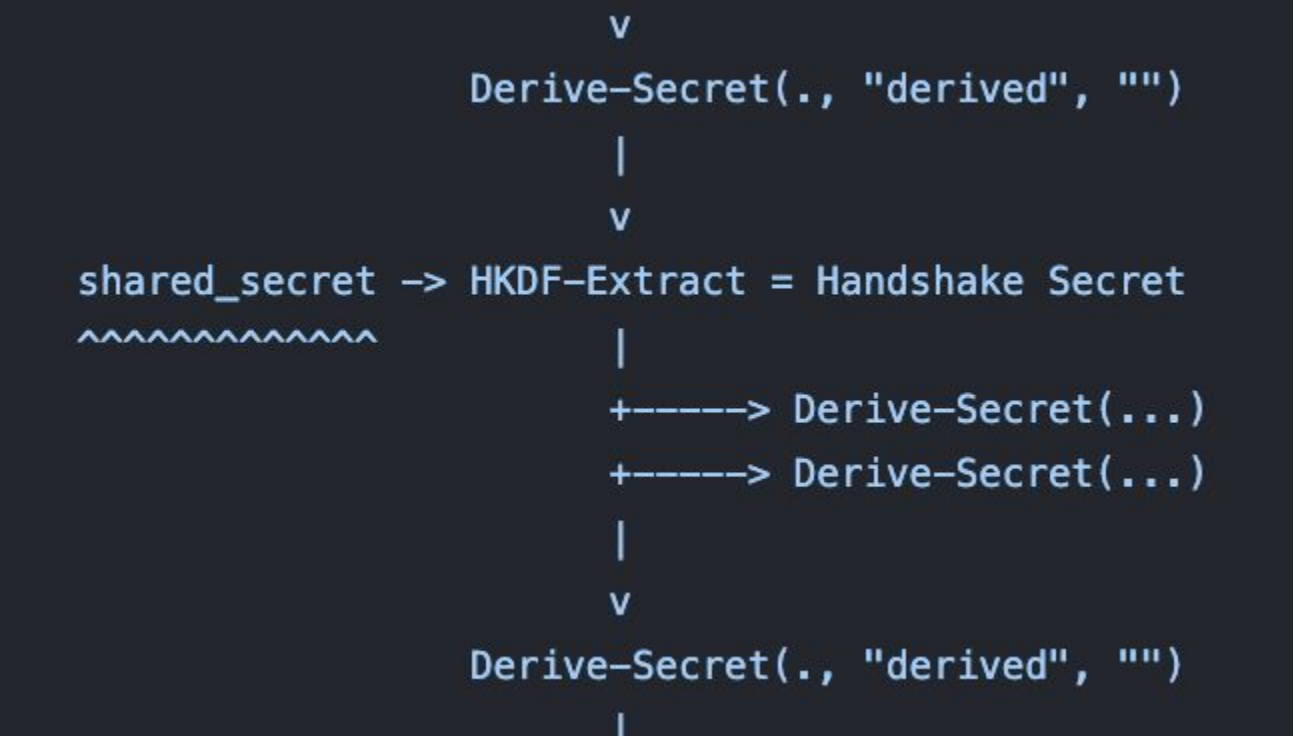 v
Derive-Secret(., "derived", "")
|
v
shared_secret -> HKDF-Extract = Handshake Secret
^^^^^^^^^^^^^ |
+-----> Derive-Secret(...)
+-----> Derive-Secret(...)
|
v
Derive-Secret(., "derived", "")
|